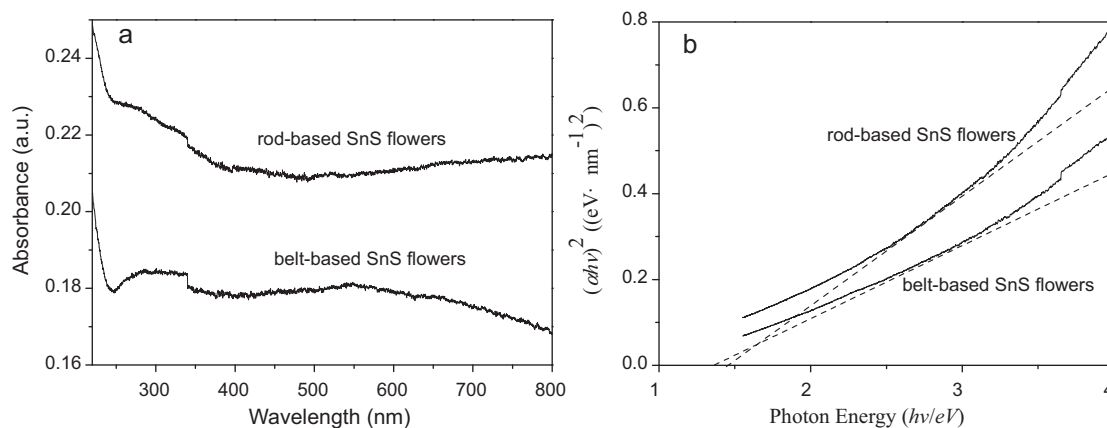 a
0.24
0.22
0.20
0.18
0.16
Absorbance (a.u.)
rod-based SnS flowers
belt-based SnS flowers
300
400
500
600
700
800
Wavelength (nm)
b
0.8
0.6
0.4
0.2
0.0
(αhν)² ((eV· nm⁻¹)²
rod-based SnS flowers
belt-based SnS flowers
1
2
3
4
Photon Energy (hν/eV)